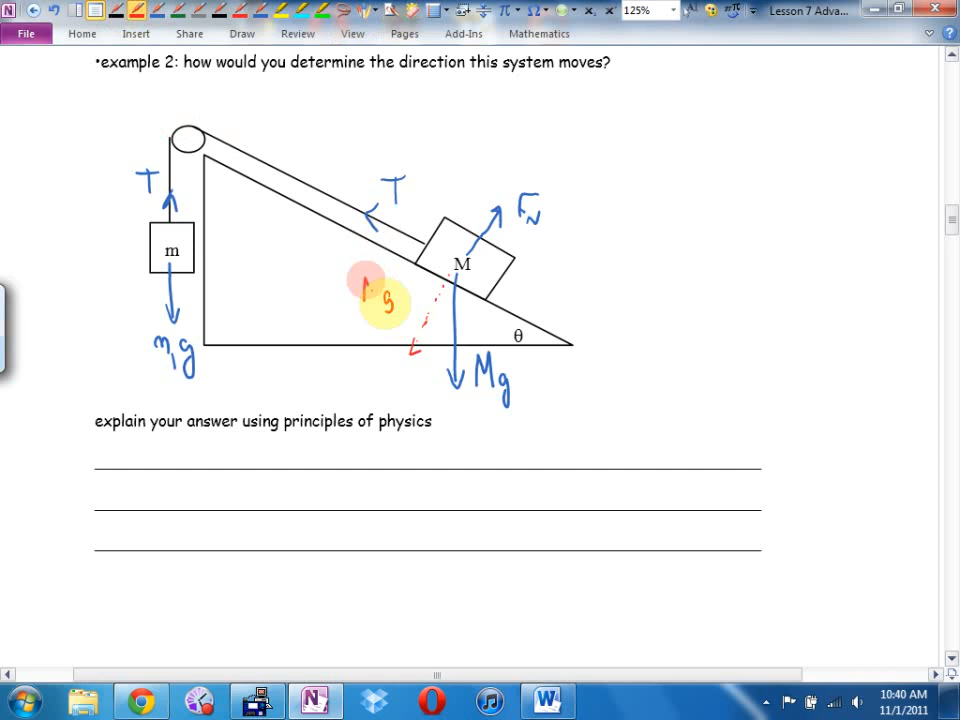 125%
Lesson 7 Adva...
File Home Insert Share Draw Review View Pages Add-Ins Mathematics
•example 2: how would you determine the direction this system moves?
T
T
F_N
m
M
θ
m₁g
Mg
explain your answer using principles of physics
10:40 AM
11/1/2011